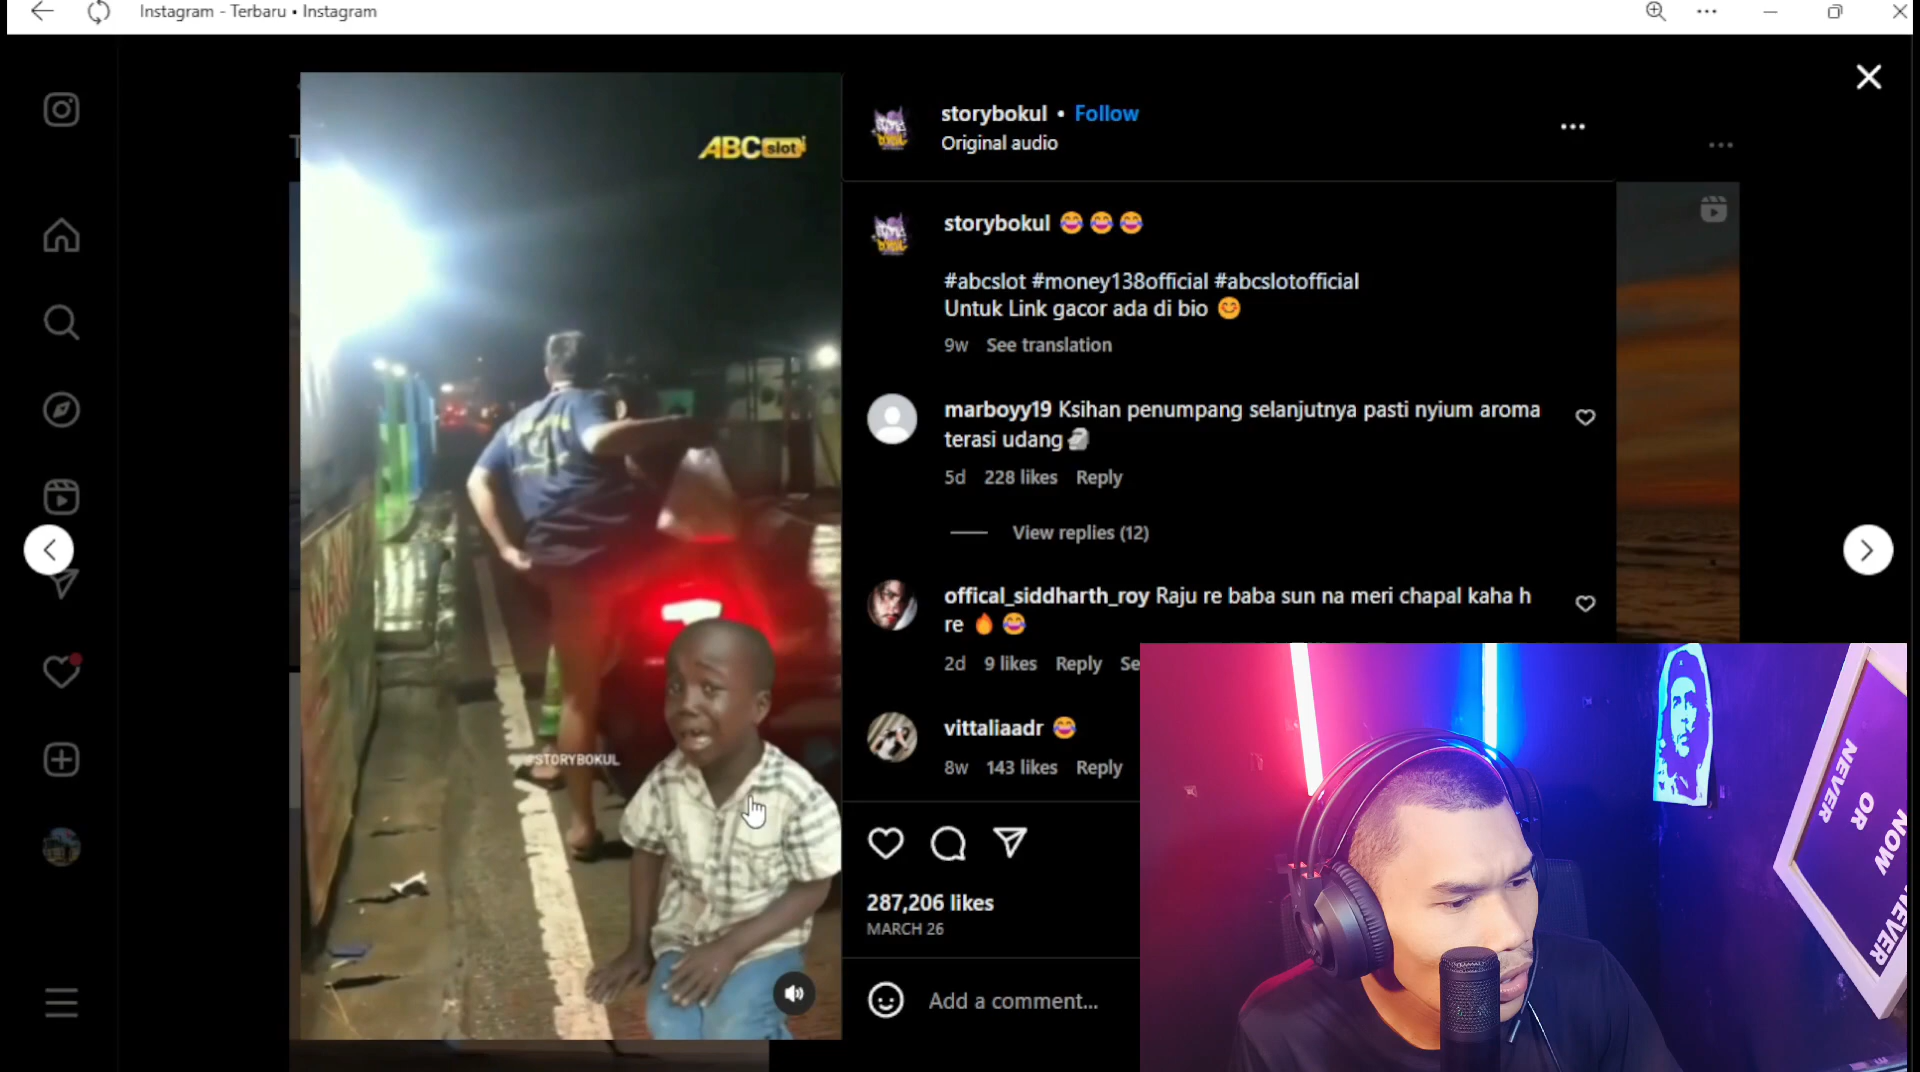 Instagram - Terbaru • Instagram
ABCslot
#STORYBOKUL
storybokul • Follow
Original audio
storybokul 😂😂😂
#abcslot #money138official #abcslotofficial
Untuk Link gacor ada di bio 😊
9w See translation
marboyy19 Ksihan penumpang selanjutnya pasti nyium aroma
terasi udang🗿
5d 228 likes Reply
View replies (12)
offical_siddharth_roy Raju re baba sun na meri chapal kaha h
re 🔥 😂
2d 9 likes Reply Se
vittaliaadr 😂
8w 143 likes Reply
287,206 likes
MARCH 26
Add a comment...
NEVER
OR
NOW
NEVER